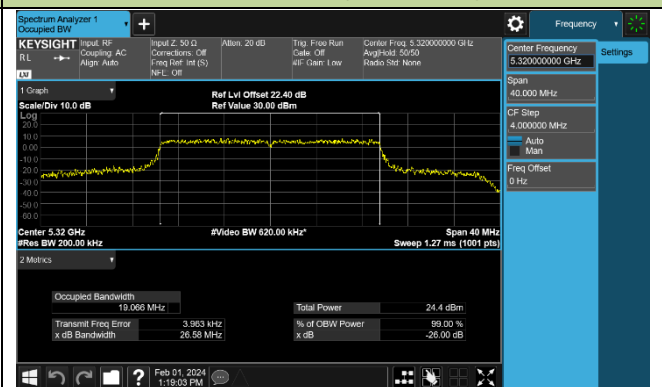 Spectrum Analyzer 1
Occupied BW
+
Frequency
KEYSIGHT
RL
LXI
Input: RF
Coupling: AC
Align: Auto
Input Z: 50 Ω
Corrections: Off
Freq Ref: Int (S)
NFE: Off
Atten: 20 dB
Trig: Free Run
Gate: Off
#IF Gain: Low
Center Freq: 5.320000000 GHz
Avg|Hold: 50/50
Radio Std: None
Center Frequency
5.320000000 GHz
Settings
Span
40.000 MHz
CF Step
4.000000 MHz
Auto
Man
Freq Offset
0 Hz
1 Graph
Scale/Div 10.0 dB
Ref Lvl Offset 22.40 dB
Ref Value 30.00 dBm
Log
20.0
10.0
0.00
-10.0
-20.0
-30.0
-40.0
-50.0
-60.0
Center 5.32 GHz
#Res BW 200.00 kHz
#Video BW 620.00 kHz*
Span 40 MHz
Sweep 1.27 ms (1001 pts)
2 Metrics
Occupied Bandwidth
19.066 MHz
Total Power 24.4 dBm
Transmit Freq Error 3.963 kHz
% of OBW Power 99.00 %
x dB Bandwidth 26.58 MHz
x dB -26.00 dB
?
Feb 01, 2024
1:19:03 PM